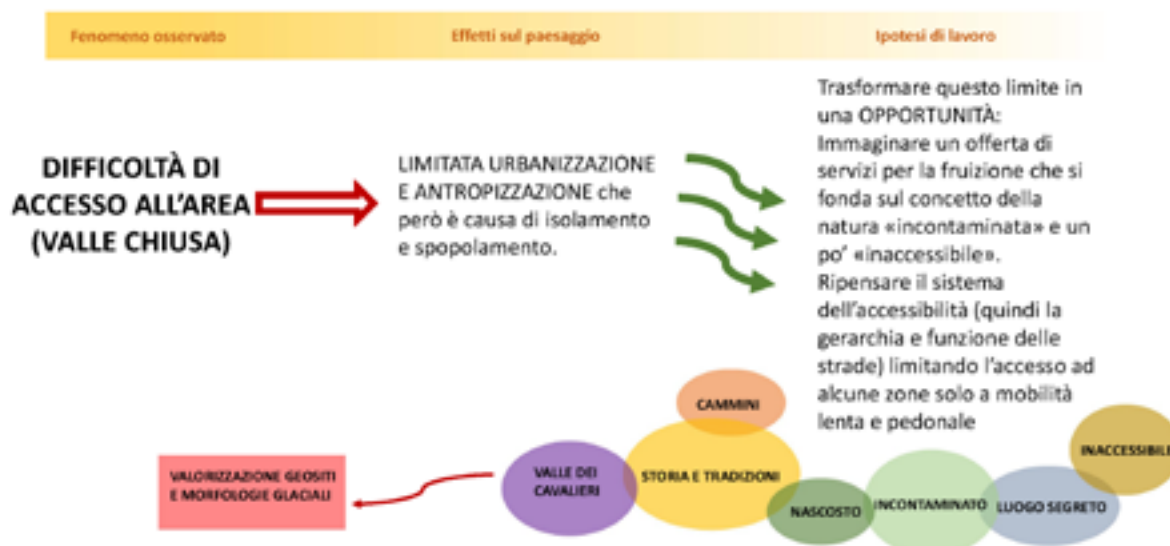 Fenomeno osservato
Effetti sul paesaggio
Ipotesi di lavoro
DIFFICOLTÀ DI
ACCESSO ALL'AREA
(VALLE CHIUSA)
LIMITATA URBANIZZAZIONE
E ANTROPIZZAZIONE che
però è causa di isolamento
e spopolamento.
Trasformare questo limite in
una OPPORTUNITÀ:
Immaginare un offerta di
servizi per la fruizione che si
fonda sul concetto della
natura «incontaminata» e un
po' «inaccessibile».
Ripensare il sistema
dell'accessibilità (quindi la
gerarchia e funzione delle
strade) limitando l'accesso ad
alcune zone solo a mobilità
lenta e pedonale
VALORIZZAZIONE GEOSITI
E MORFOLOGIE GLACIALI
VALLE DEI
CAVALIERI
CAMMINI
STORIA E TRADIZIONI
NASCOSTO
INCONTAMINATO
LUOGO SEGRETO
INACCESSIBILE